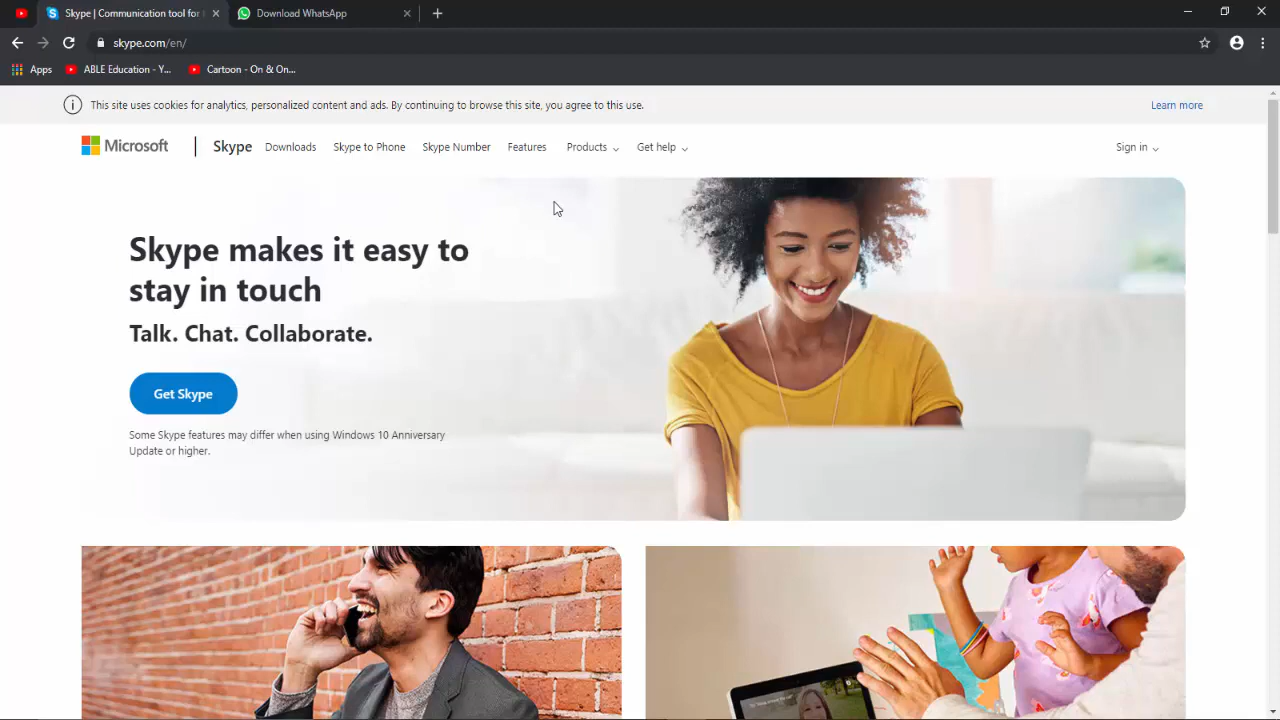 Skype | Communication tool for
Download WhatsApp
skype.com/en/
Apps
ABLE Education - Y...
Cartoon - On & On...
This site uses cookies for analytics, personalized content and ads. By continuing to browse this site, you agree to this use.
Learn more
Microsoft
Skype
Downloads
Skype to Phone
Skype Number
Features
Products
Get help
Sign in
Skype makes it easy to
stay in touch
Talk. Chat. Collaborate.
Get Skype
Some Skype features may differ when using Windows 10 Anniversary
Update or higher.